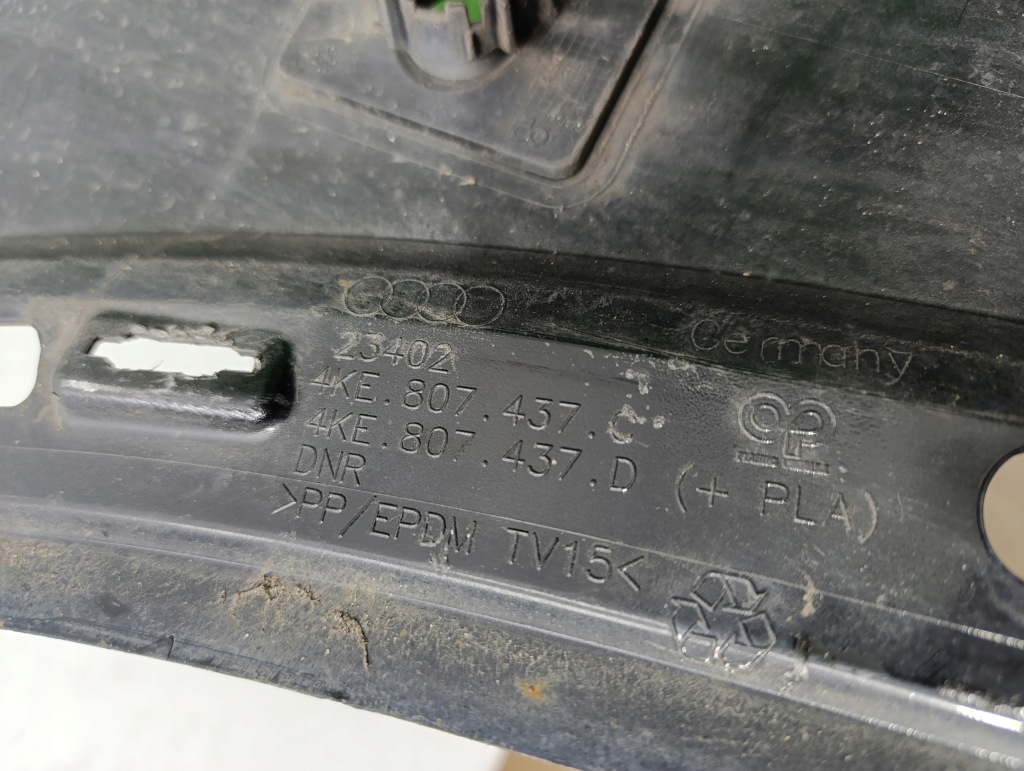 Germany
23402
4KE.807.437.C
4KE.807.437.D (+ PLA)
DNR
>PP/EPDM TV15<